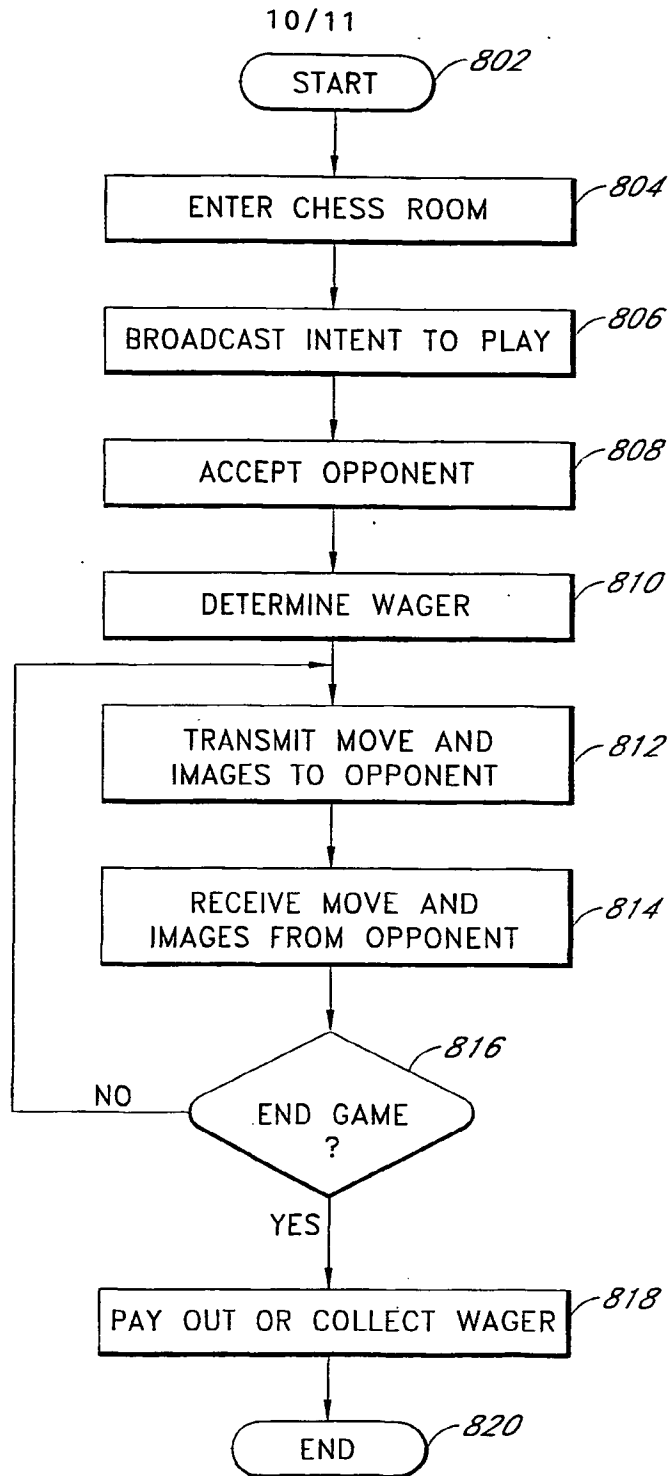 10/11
START
802
ENTER CHESS ROOM
804
BROADCAST INTENT TO PLAY
806
ACCEPT OPPONENT
808
DETERMINE WAGER
810
TRANSMIT MOVE AND
IMAGES TO OPPONENT
812
RECEIVE MOVE AND
IMAGES FROM OPPONENT
814
816
END GAME
?
NO
YES
PAY OUT OR COLLECT WAGER
818
END
820